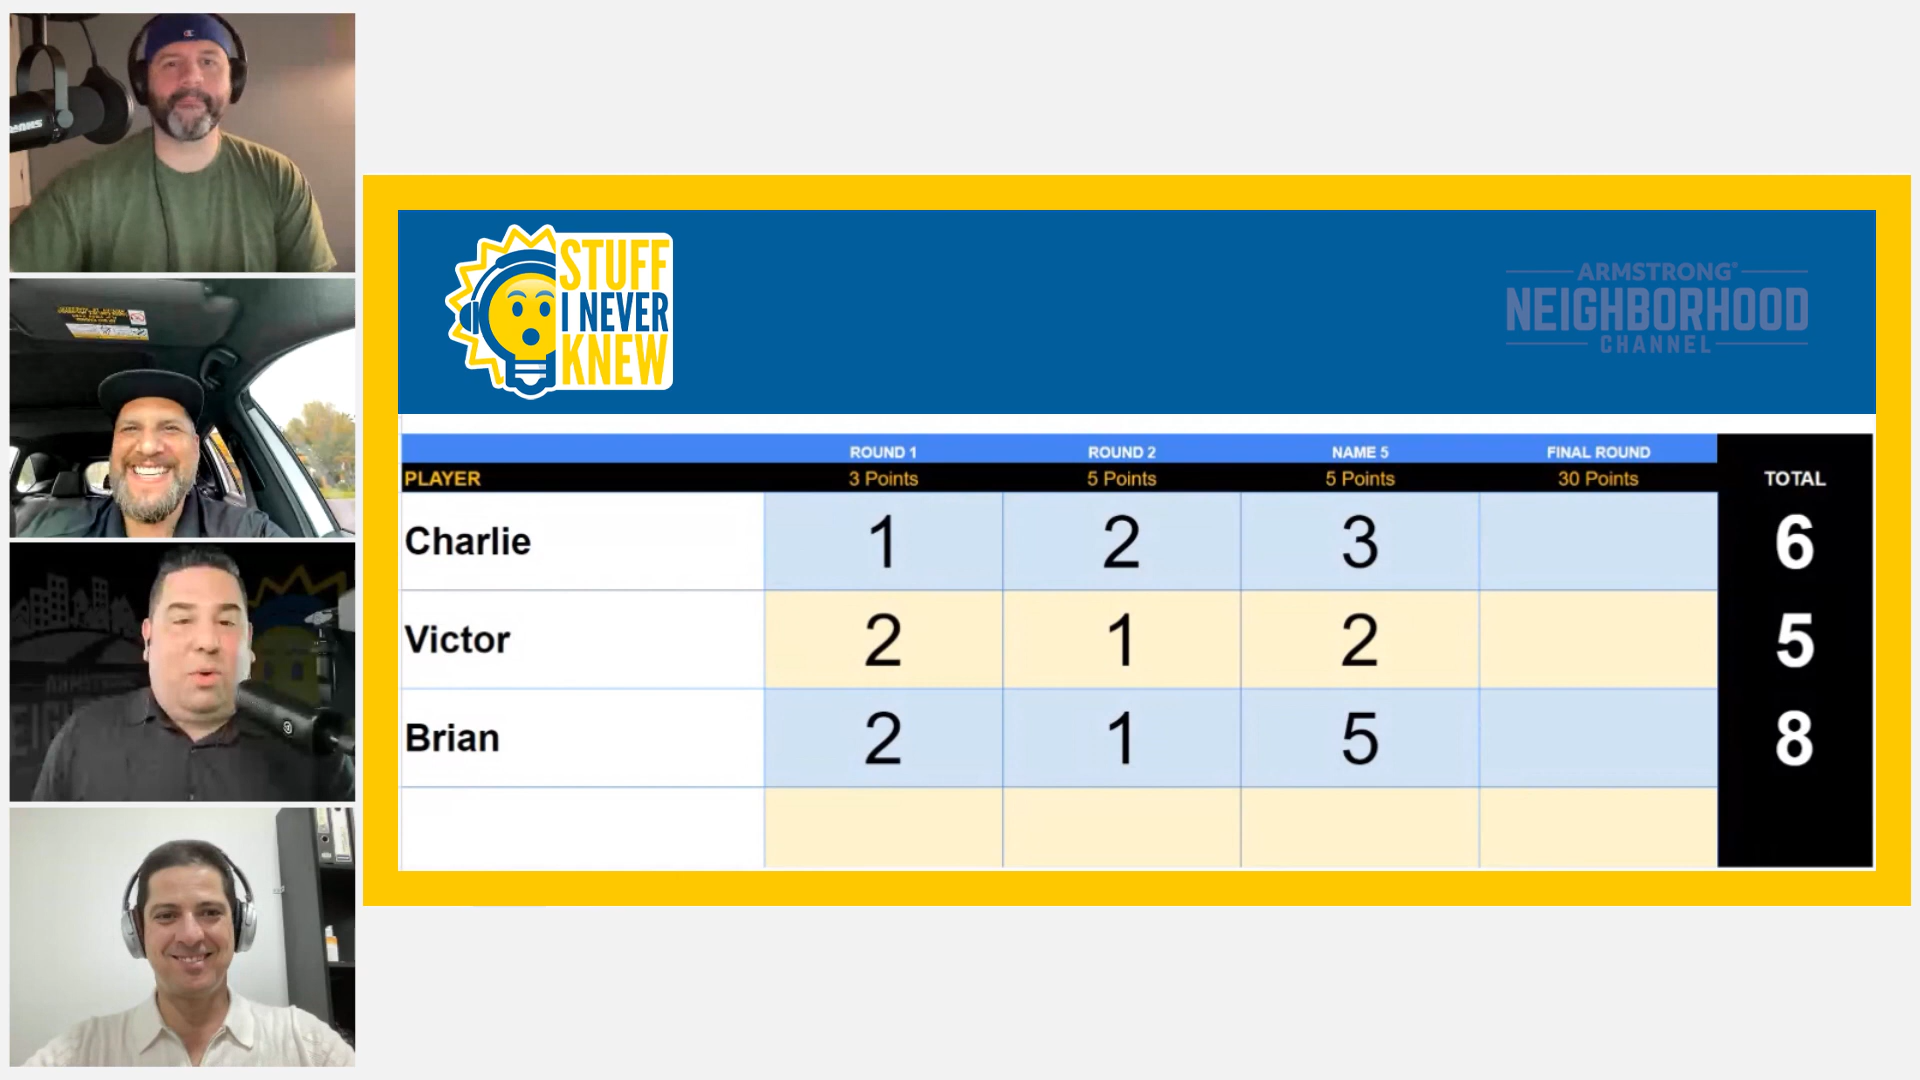 STUFF
I NEVER
KNEW
ARMSTRONG
NEIGHBORHOOD
CHANNEL
ROUND 1 ROUND 2 NAME 5 FINAL ROUND
PLAYER 3 Points 5 Points 5 Points 30 Points TOTAL
Charlie 1 2 3 6
Victor 2 1 2 5
Brian 2 1 5 8